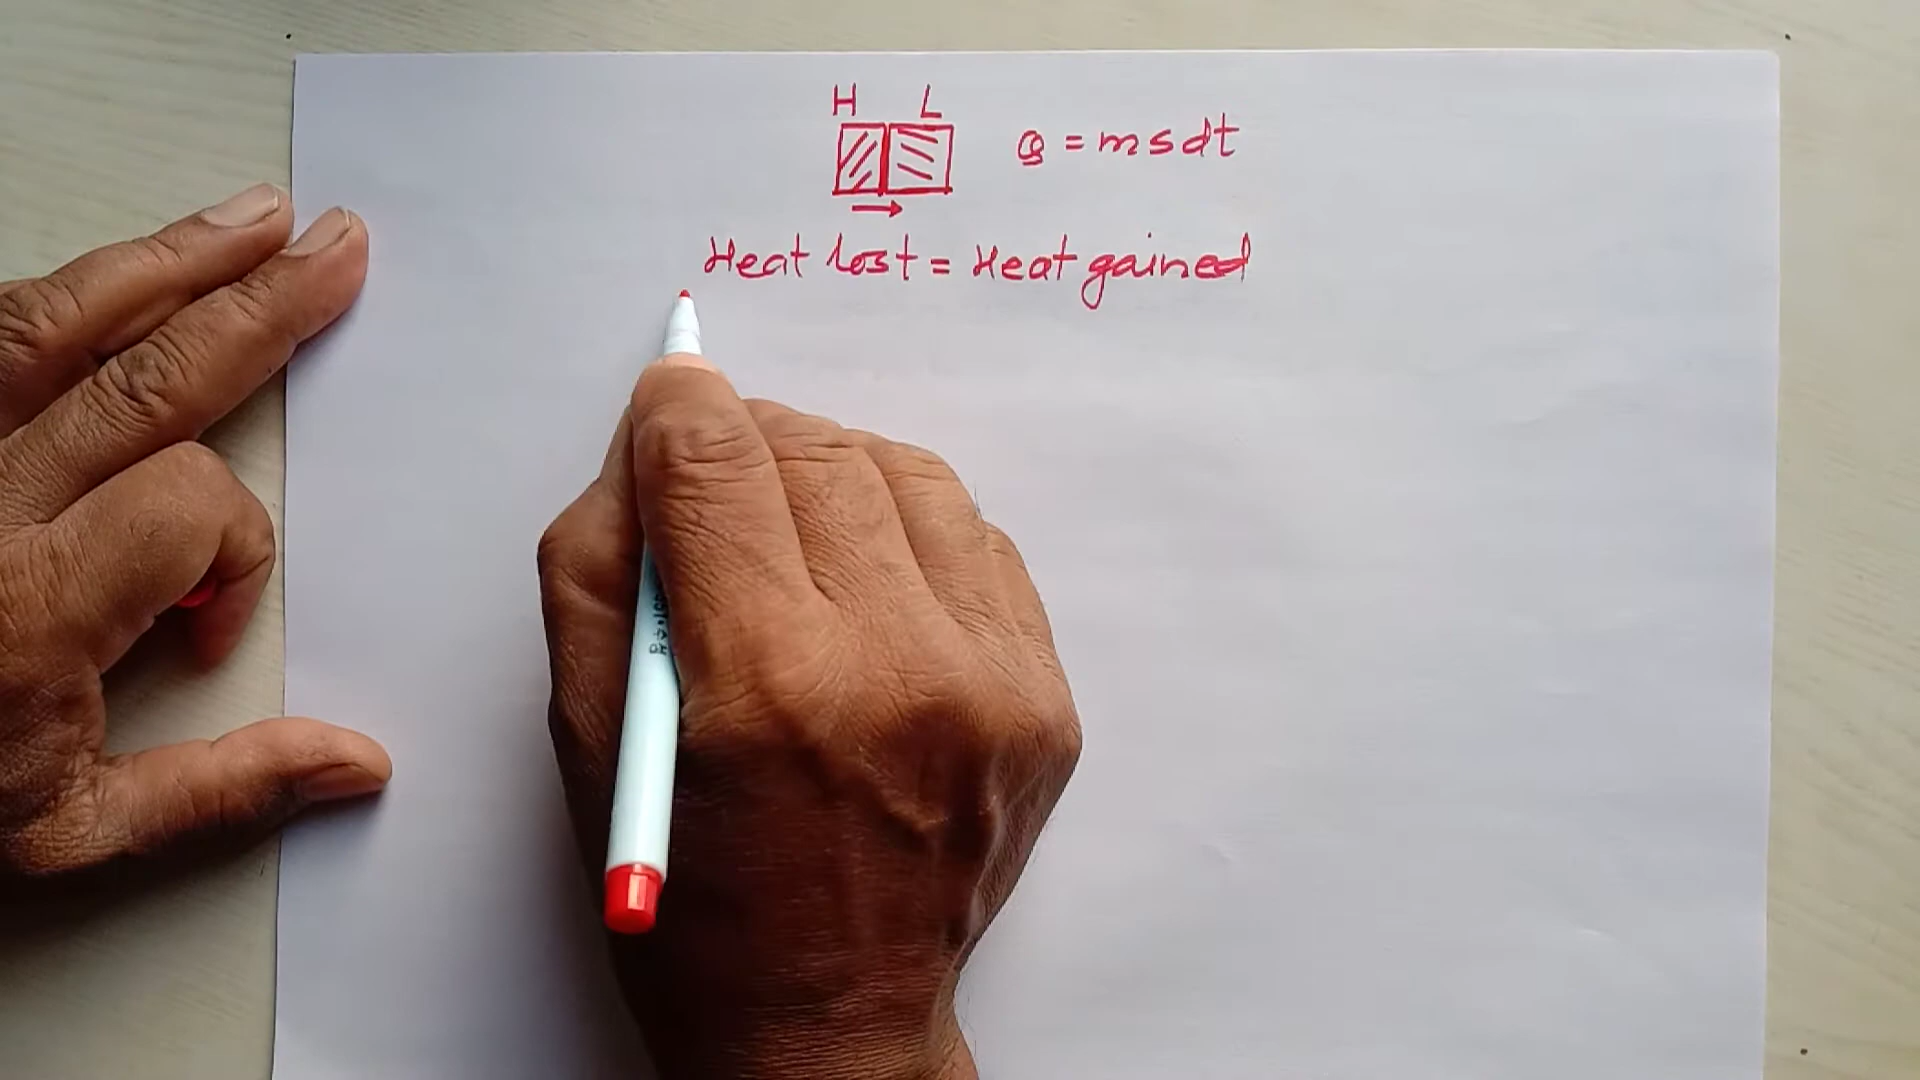 H L
Q = msdt
Heat lost = Heat gained